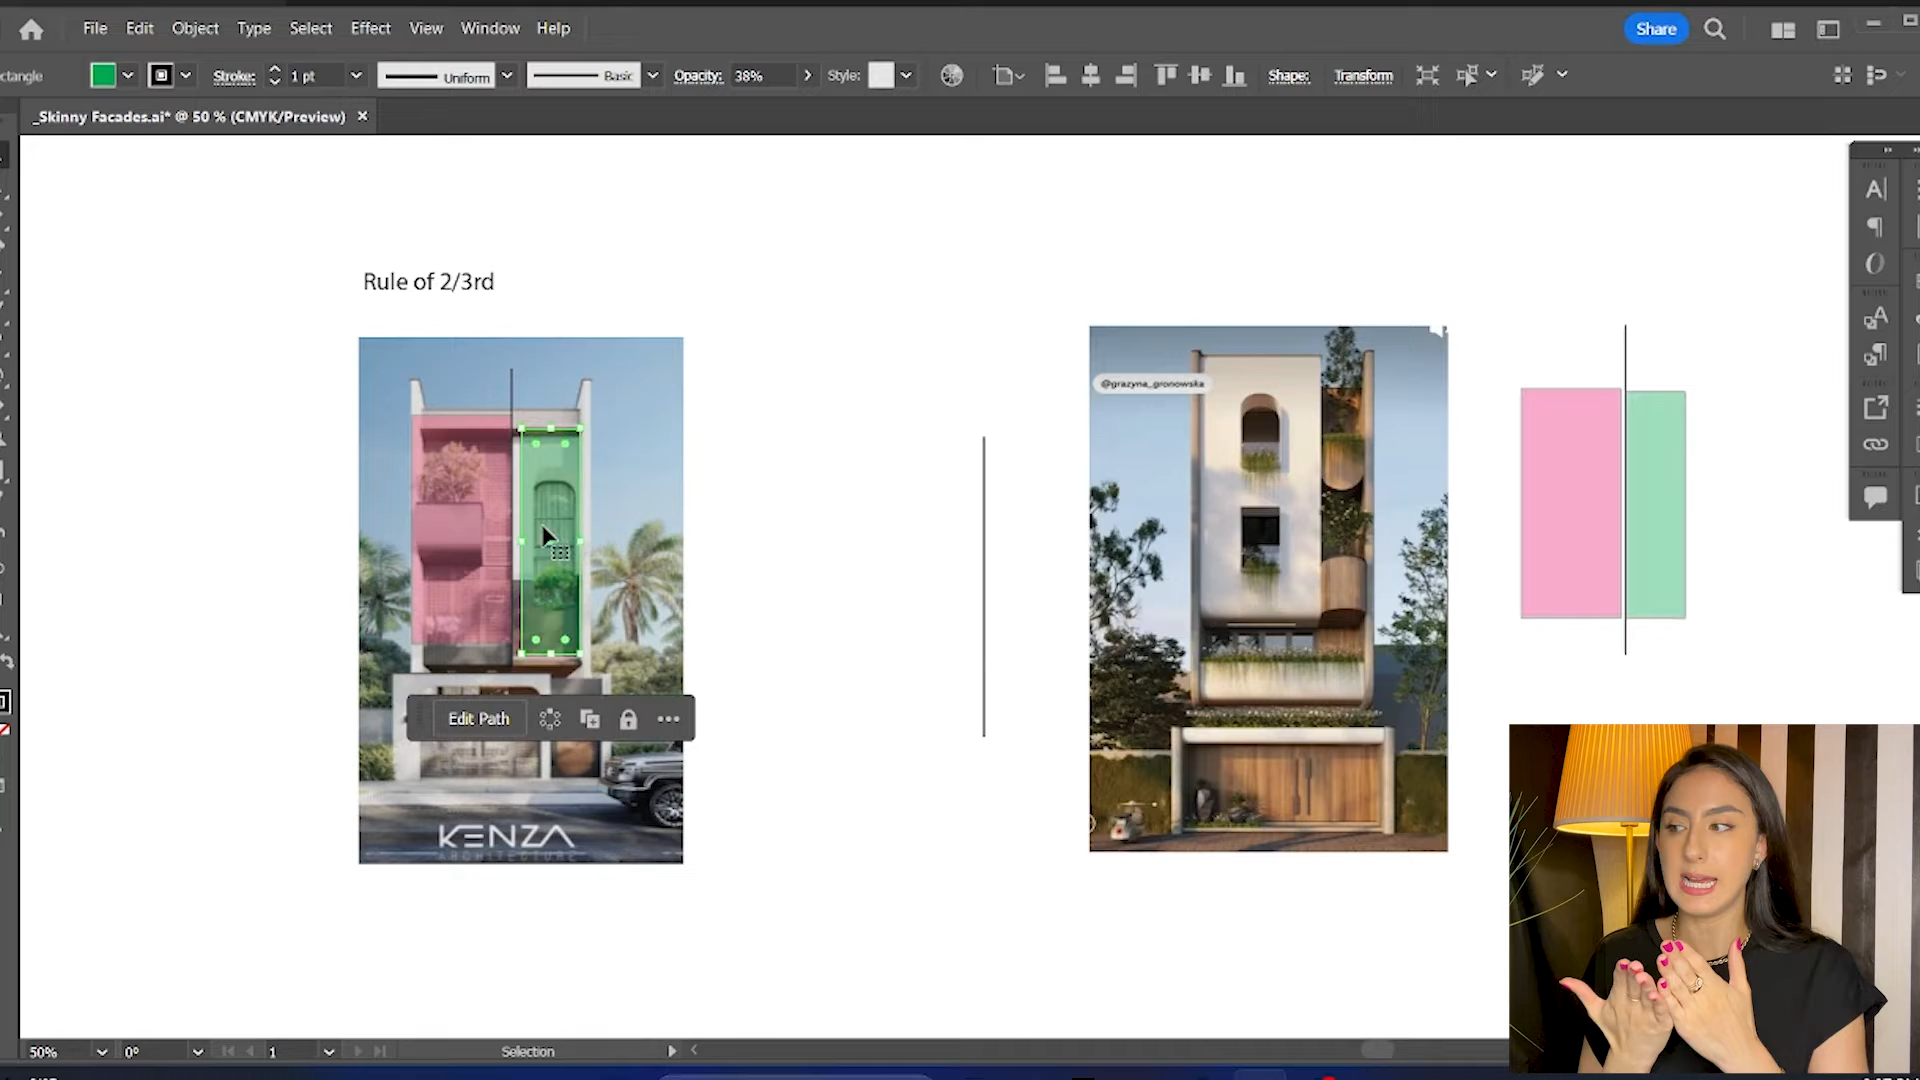 File Edit Object Type Select Effect View Window Help
Share
ctangle Stroke: 1 pt Uniform Basic Opacity: 38% Style: Shape: Transform
_Skinny Facades.ai* @ 50 % (CMYK/Preview)
Rule of 2/3rd
@grazyna_gronowska
Edit Path
KENZA
ARCHITECTURE
50% 0° 1 Selection